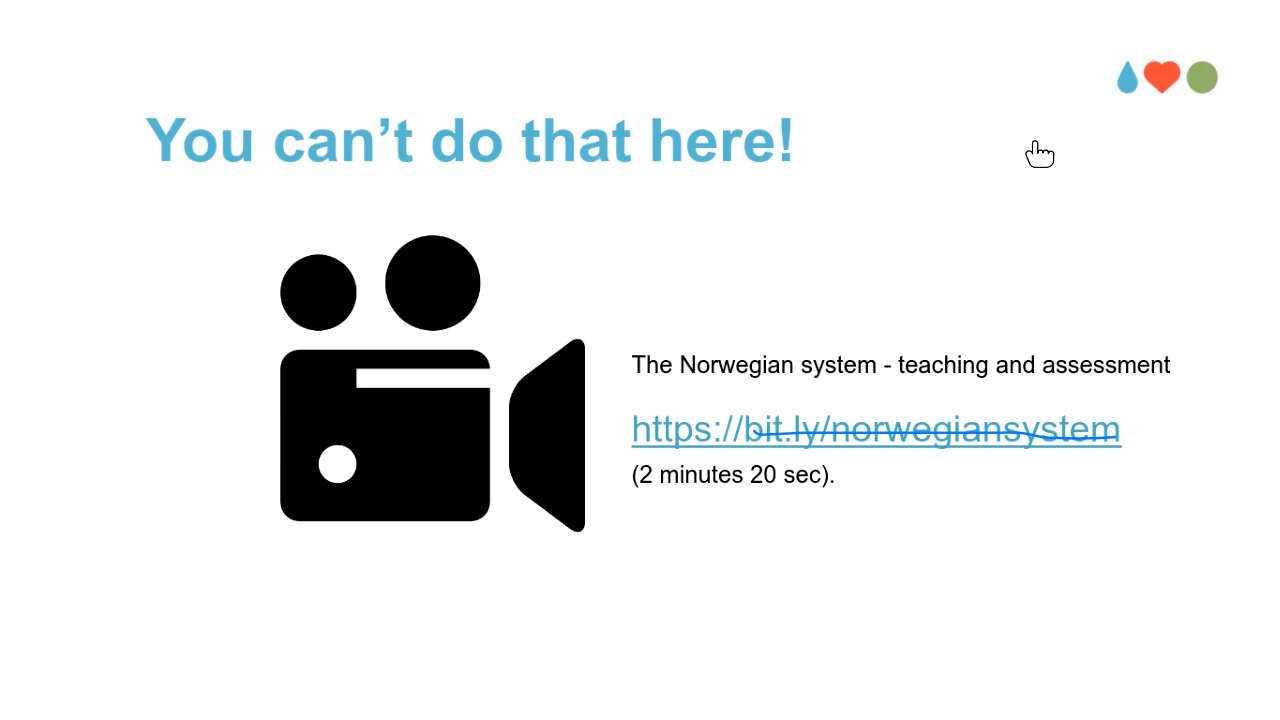 You can’t do that here!
The Norwegian system - teaching and assessment
https://bit.ly/norwegiansystem
(2 minutes 20 sec).